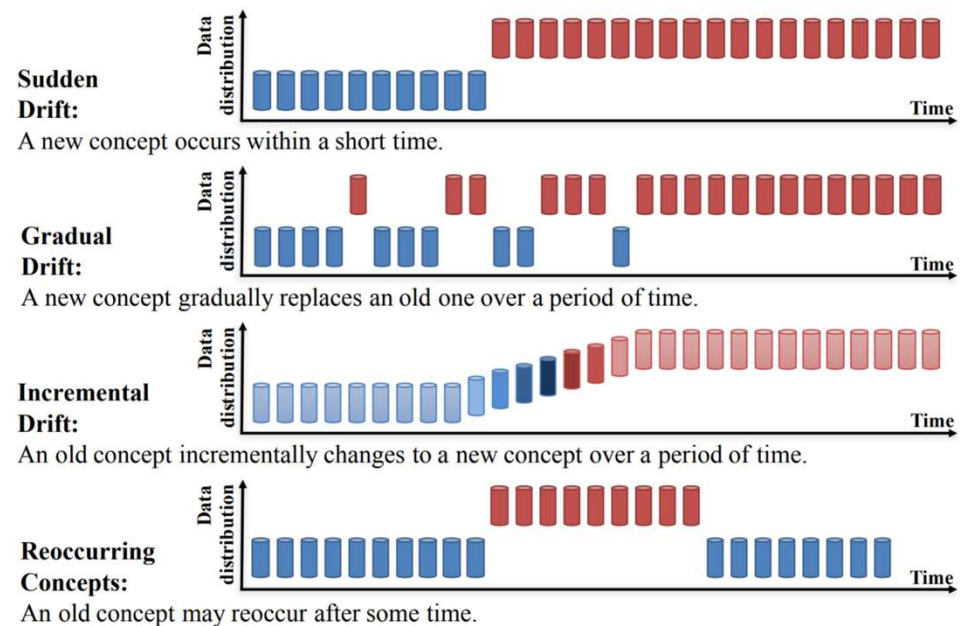 Data
distribution
Sudden
Drift:
Time
A new concept occurs within a short time.
Data
distribution
Gradual
Drift:
Time
A new concept gradually replaces an old one over a period of time.
Data
distribution
Incremental
Drift:
Time
An old concept incrementally changes to a new concept over a period of time.
Data
distribution
Reoccurring
Concepts:
Time
An old concept may reoccur after some time.